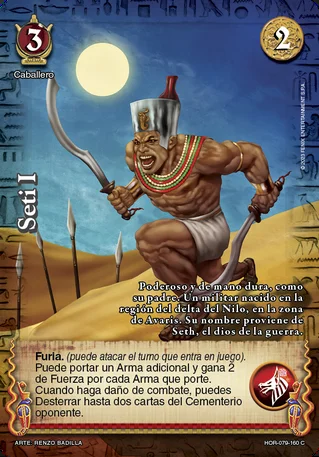 3
2
Caballero
© 2013 FENIX ENTERTAINMENT S.P.A.
Seti I
Poderoso y de mano dura, como
su padre. Un militar nacido en la
región del delta del Nilo, en la zona
de Avaris. Su nombre proviene de
Seth, el dios de la guerra.
Furia. (puede atacar el turno que entra en juego).
Puede portar un Arma adicional y gana 2
de Fuerza por cada Arma que porte.
Cuando haga daño de combate, puedes
Desterrar hasta dos cartas del Cementerio
oponente.
ARTE: RENZO BADILLA
HOR-079-160 C